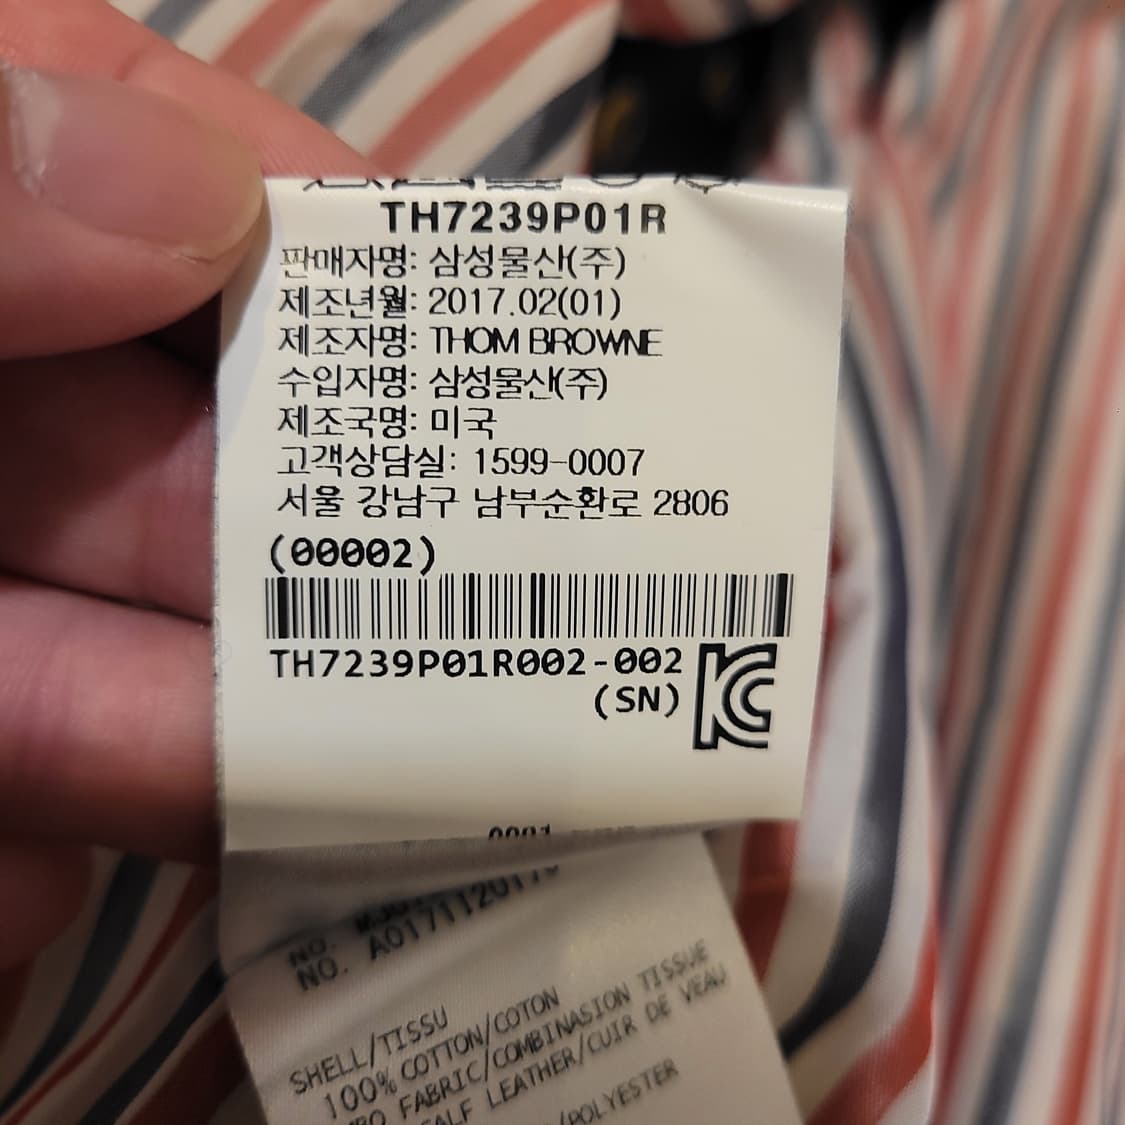 TH7239P01R
판매자명: 삼성물산(주)
제조년월: 2017.02(01)
제조자명: THOM BROWNE
수입자명: 삼성물산(주)
제조국명: 미국
고객상담실: 1599-0007
서울 강남구 남부순환로 2806
(00002)
TH7239P01R002-002
(SN)
KC
NO.
NO. A017112011
SHELL/TISSU
100% COTTON/COTON
FABRIC/COMBINASION TISSUE
LEATHER/CUIR DE VEAU
/POLYESTER